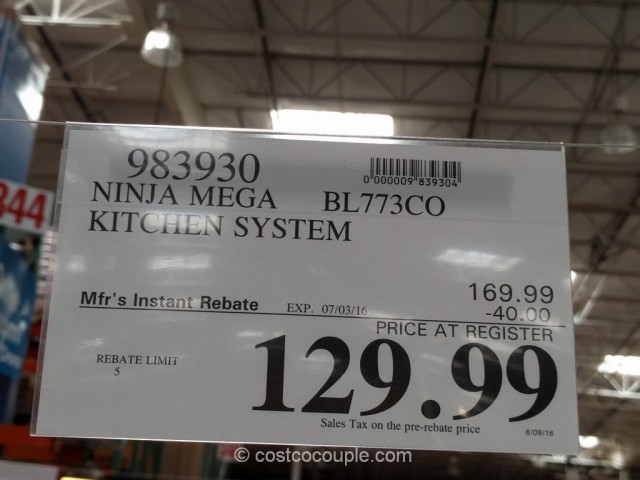 844
983930
0 000009 839304
NINJA MEGA BL773CO
KITCHEN SYSTEM
169.99
Mfr's Instant Rebate EXP. 07/03/16 -40.00
PRICE AT REGISTER
REBATE LIMIT
5
129.99
Sales Tax on the pre-rebate price
6/09/16
© costcocouple.com